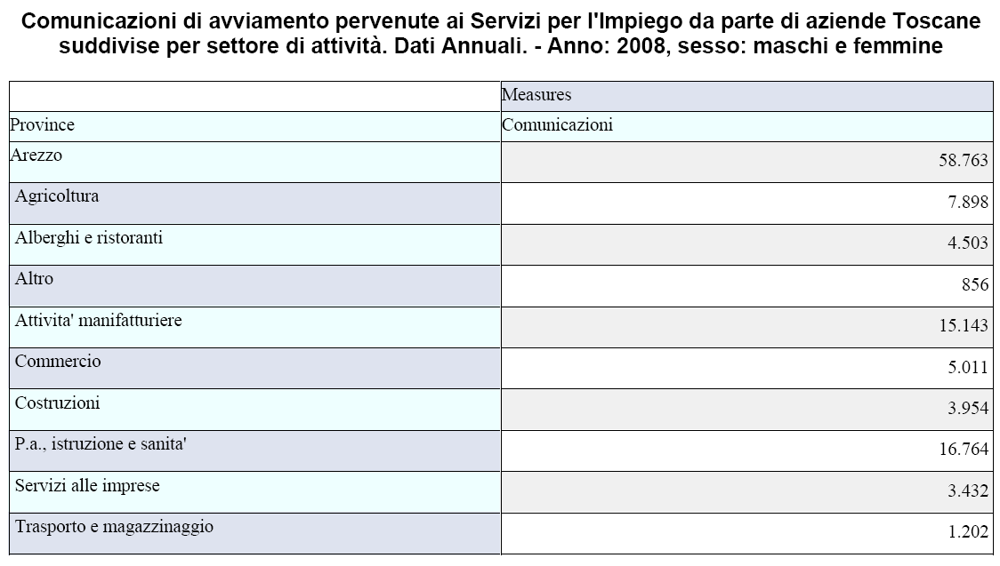 Comunicazioni di avviamento pervenute ai Servizi per l'Impiego da parte di aziende Toscane
suddivise per settore di attività. Dati Annuali. - Anno: 2008, sesso: maschi e femmine
Measures
Province Comunicazioni
Arezzo 58.763
Agricoltura 7.898
Alberghi e ristoranti 4.503
Altro 856
Attivita' manifatturiere 15.143
Commercio 5.011
Costruzioni 3.954
P.a., istruzione e sanita' 16.764
Servizi alle imprese 3.432
Trasporto e magazzinaggio 1.202